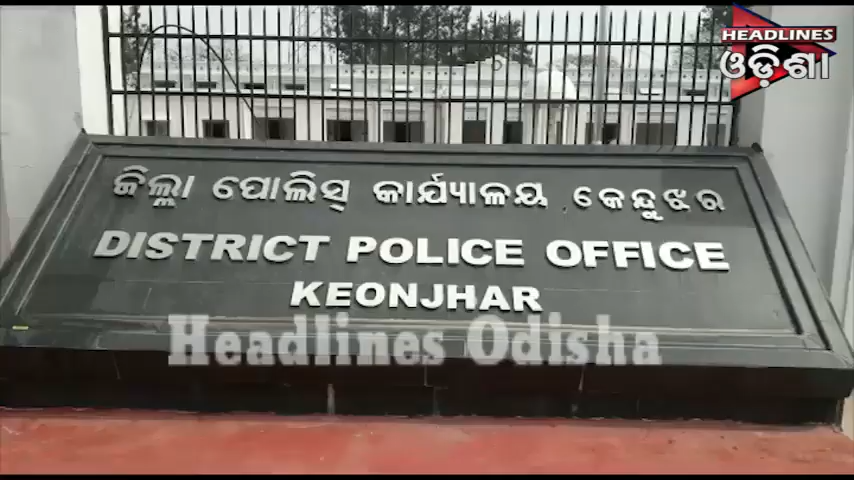 HEADLINES
ଓଡ଼ିଶା
ଜିଲ୍ଲା ପୋଲିସ୍ କାର୍ଯ୍ୟାଳୟ କେନ୍ଦୁଝର
DISTRICT POLICE OFFICE
KEONJHAR
Headlines Odisha